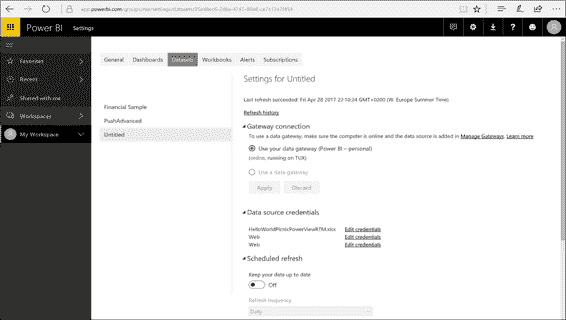 app.powerbi.com/groups/me/settings/datasets/
Power BI
Settings
Favorites
Recent
Shared with me
Workspaces
My Workspace
General Dashboards Datasets Workbooks Alerts Subscriptions
Financial Sample
PushAdvanced
Untitled
Settings for Untitled
Last refresh succeeded: Fri Apr 28 2017 22:10:24 GMT+0200 (W. Europe Summer Time)
Refresh history
Gateway connection
To use a data gateway, make sure the computer is online and the data source is added in Manage Gateways. Learn more
Use your data gateway (Power BI – personal)
(online, running on TUX)
Use a data gateway
Apply Discard
Data source credentials
HelloWorldPicnicPowerViewRTM.xlsx Edit credentials
Web Edit credentials
Web Edit credentials
Scheduled refresh
Keep your data up to date
Off
Refresh frequency
Daily